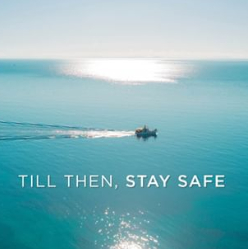 TILL THEN, STAY SAFE